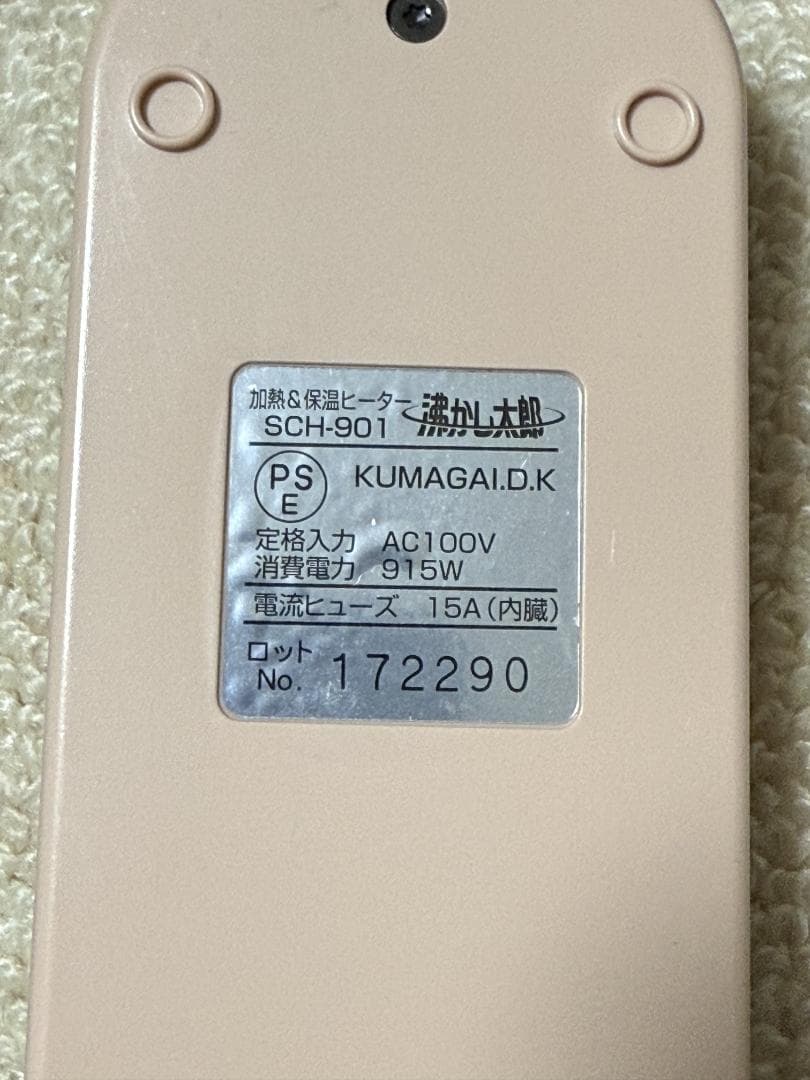 加熱&保温ヒーター
SCH-901 沸かし太郎
PS
E
KUMAGAI.D.K
定格入力 AC100V
消費電力 915W
電流ヒューズ 15A(内臓)
ロット
No. 172290